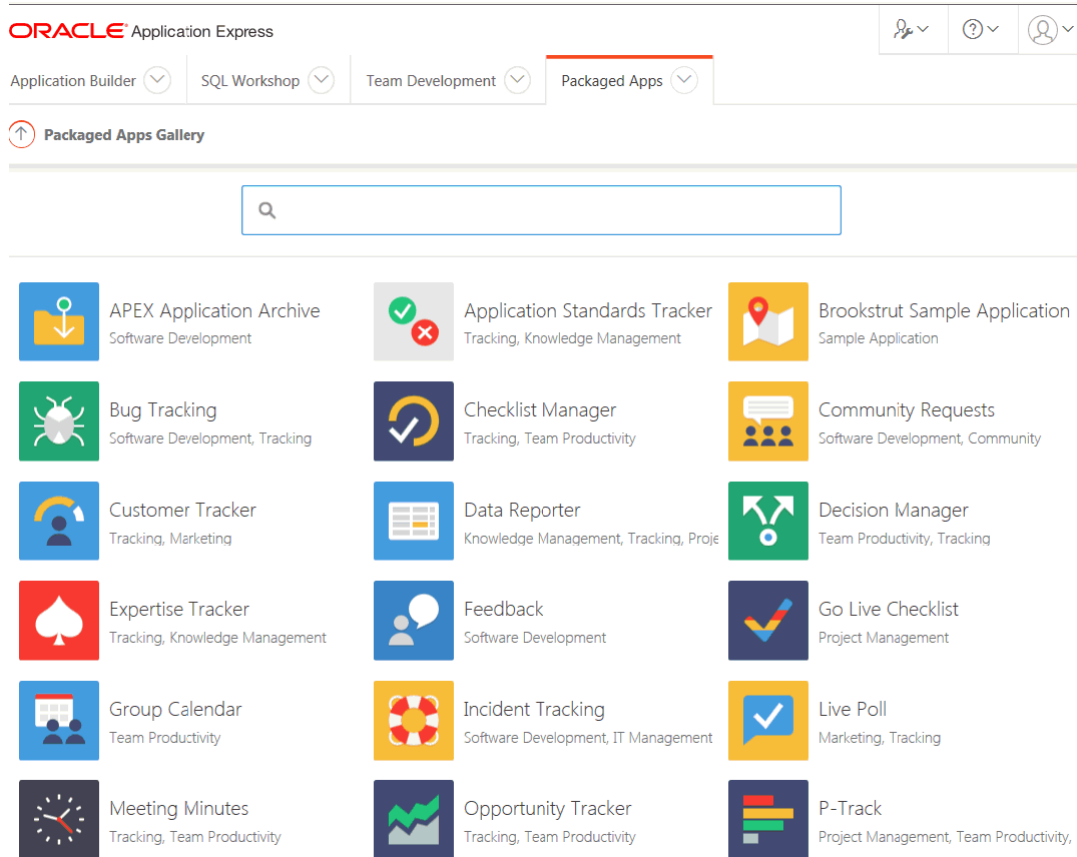 ORACLE® Application Express
Application Builder SQL Workshop Team Development Packaged Apps
Packaged Apps Gallery
APEX Application Archive
Software Development
Application Standards Tracker
Tracking, Knowledge Management
Brookstrut Sample Application
Sample Application
Bug Tracking
Software Development, Tracking
Checklist Manager
Tracking, Team Productivity
Community Requests
Software Development, Community
Customer Tracker
Tracking, Marketing
Data Reporter
Knowledge Management, Tracking, Proje
Decision Manager
Team Productivity, Tracking
Expertise Tracker
Tracking, Knowledge Management
Feedback
Software Development
Go Live Checklist
Project Management
Group Calendar
Team Productivity
Incident Tracking
Software Development, IT Management
Live Poll
Marketing, Tracking
Meeting Minutes
Tracking, Team Productivity
Opportunity Tracker
Tracking, Team Productivity
P-Track
Project Management, Team Productivity,